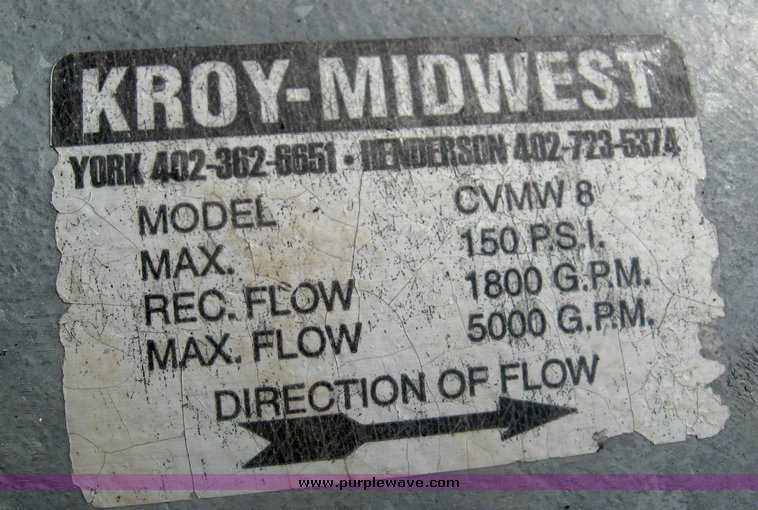 KROY-MIDWEST
YORK 402-362-6651 • HENDERSON 402-723-5374
MODEL CVMW 8
MAX. 150 P.S.I.
REC. FLOW 1800 G.P.M.
MAX. FLOW 5000 G.P.M.
DIRECTION OF FLOW
www.purplewave.com